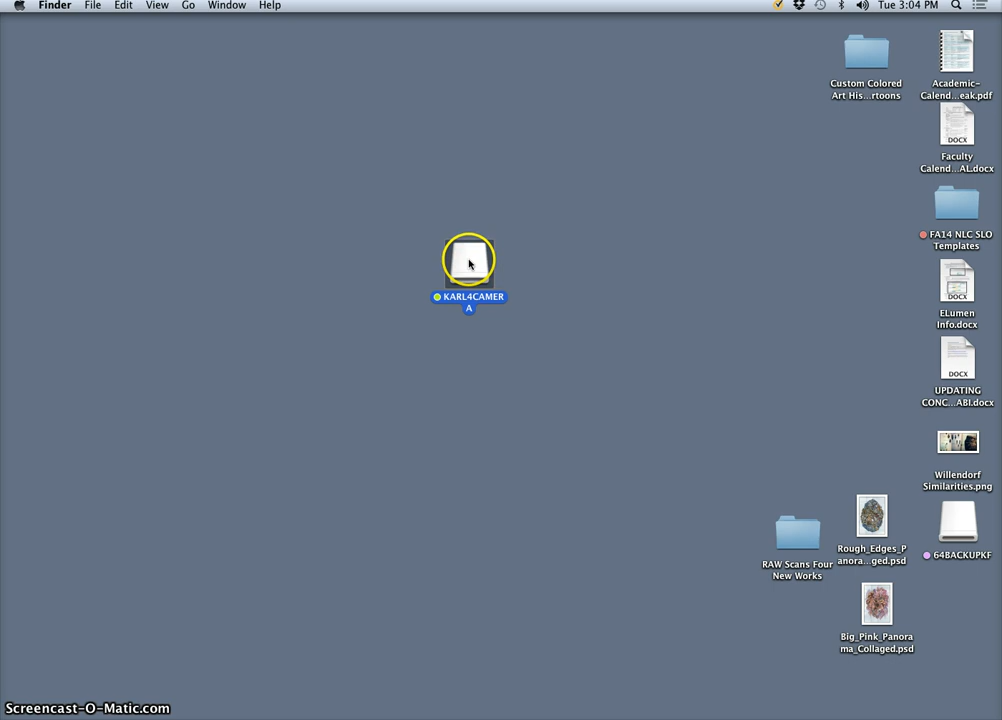 Finder File Edit View Go Window Help Tue 3:04 PM
Custom Colored
Art His...rtoons
Academic-
Calend...eak.pdf
DOCX
Faculty
Calend...AL.docx
FA14 NLC SLO
Templates
KARL4CAMER
A
DOCX
ELumen
Info.docx
DOCX
UPDATING
CONC...ABI.docx
Willendorf
Similarities.png
RAW Scans Four
New Works
Rough_Edges_P
anora...ged.psd
64BACKUPKF
Big_Pink_Panora
ma_Collaged.psd
Screencast-O-Matic.com